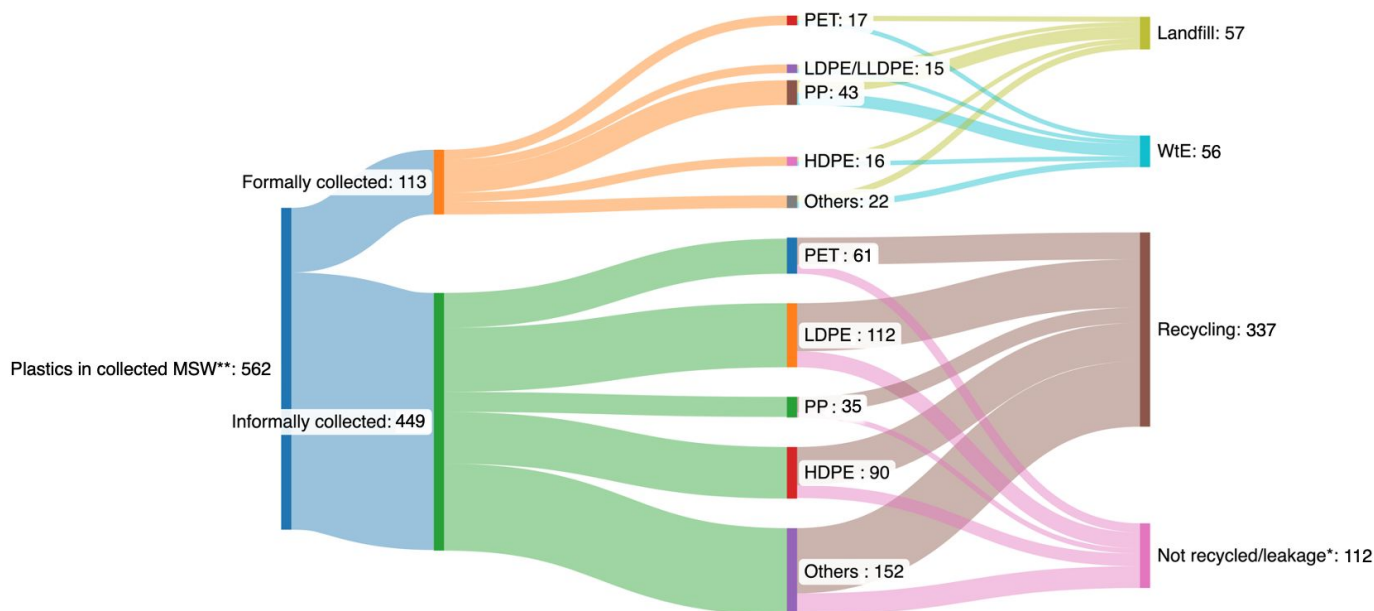 PET: 17
Landfill: 57
LDPE/LLDPE: 15
PP: 43
WtE: 56
HDPE: 16
Formally collected: 113
Others: 22
PET : 61
Recycling: 337
LDPE : 112
Plastics in collected MSW**: 562
PP : 35
Informally collected: 449
HDPE : 90
Not recycled/leakage*: 112
Others : 152